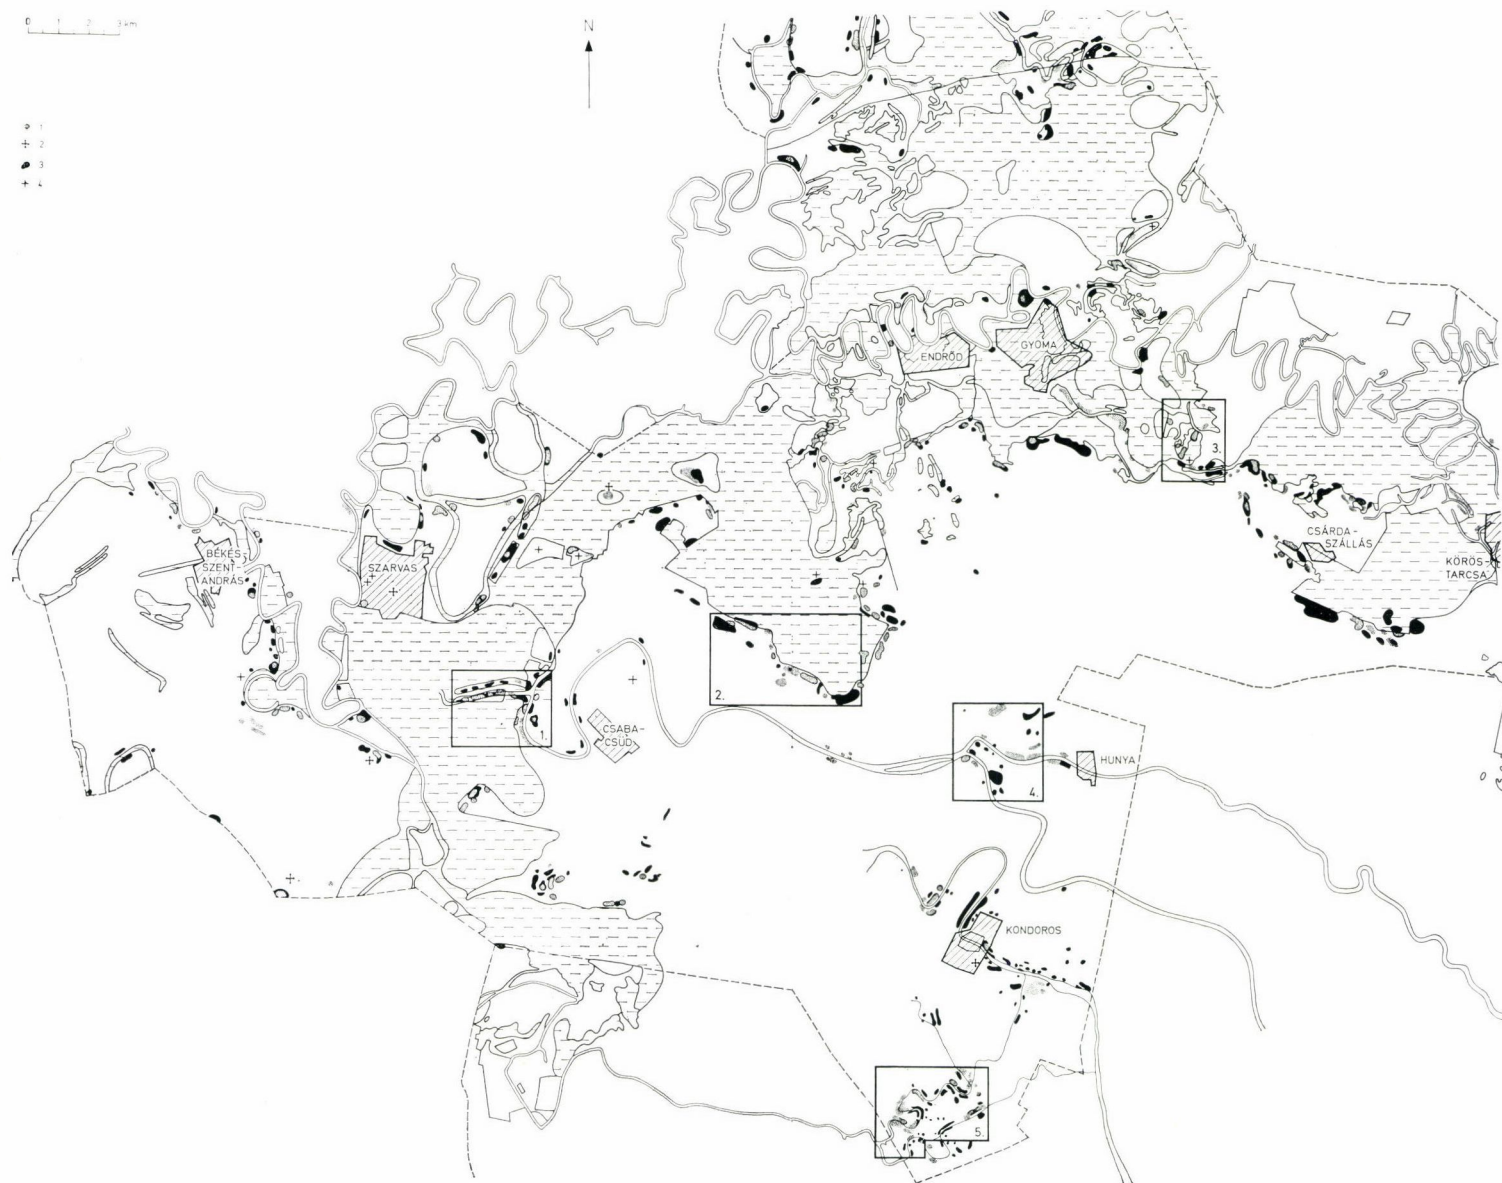 0 1 2 3 km
N
1
2
3
4
ENDRŐD
GYOMA
3.
BÉKÉS-
SZENT-
ANDRÁS
SZARVAS
CSÁRDA-
SZÁLLÁS
KÖRÖS-
TARCSA
2.
1.
CSABA-
CSÜD
HUNYA
4.
KONDOROS
5.